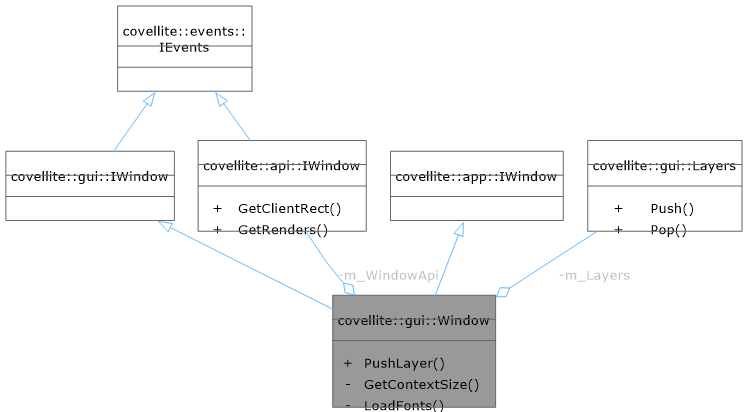 covellite::events::
IEvents
covellite::gui::IWindow
covellite::api::IWindow
+ GetClientRect()
+ GetRenders()
covellite::app::IWindow
covellite::gui::Layers
+ Push()
+ Pop()
-m_WindowApi
-m_Layers
covellite::gui::Window
+ PushLayer()
- GetContextSize()
- LoadFonts()